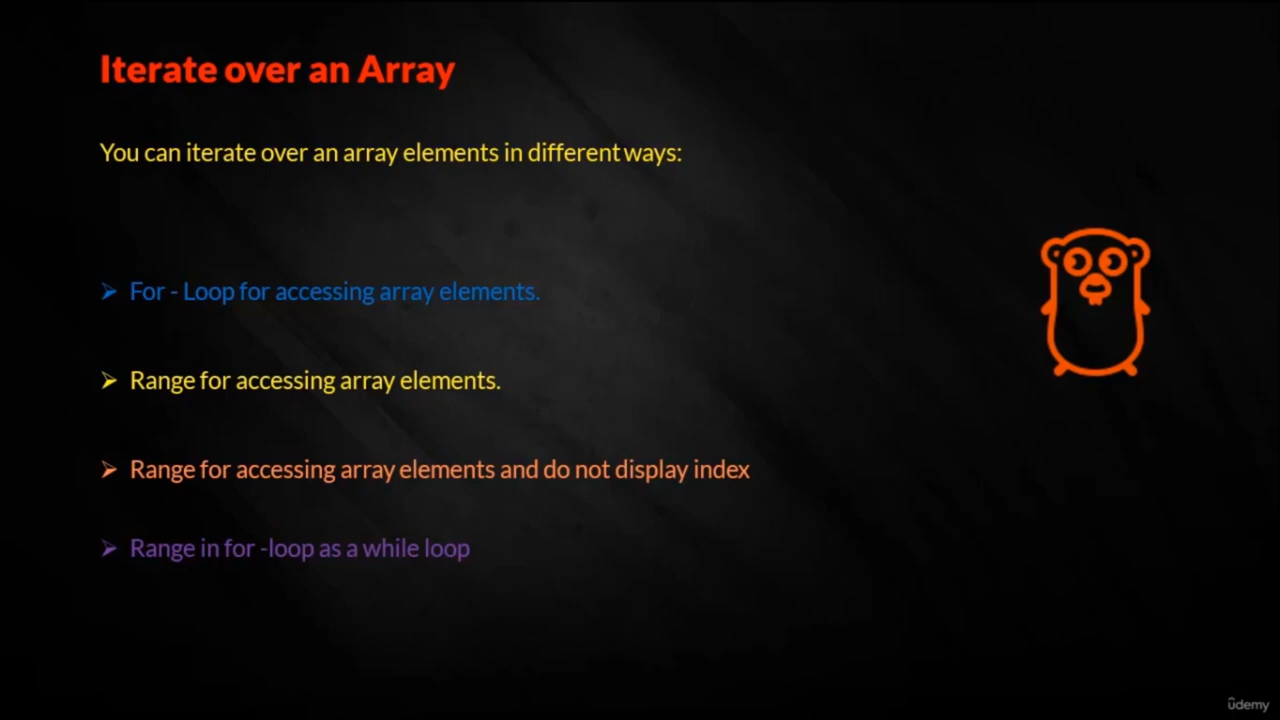 Iterate over an Array
You can iterate over an array elements in different ways:
➢ For - Loop for accessing array elements.
➢ Range for accessing array elements.
➢ Range for accessing array elements and do not display index
➢ Range in for -loop as a while loop
ûdemy